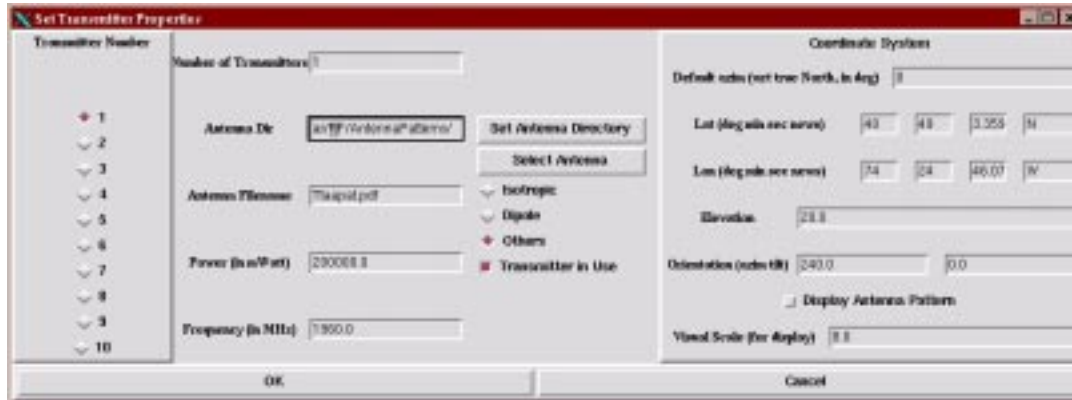 Set Transmitter Properties
Transmitter Number
1
2
3
4
5
6
7
8
9
10
Number of Transmitters 1
Antenna Dir
Set Antenna Directory
Select Antenna
Antenna Filename
Isotropic
Dipole
Others
Transmitter in Use
Power (in mWatt) 200000.0
Frequency (in MHz) 1960.0
Coordinate System
Default azim (wrt true North, in deg) 0
Lat (deg min sec news) 40 48 3.355 N
Lon (deg min sec news) 74 24 46.07 W
Elevation 20.0
Orientation (azim tilt) 240.0 0.0
Display Antenna Pattern
Visual Scale (for display)
OK
Cancel